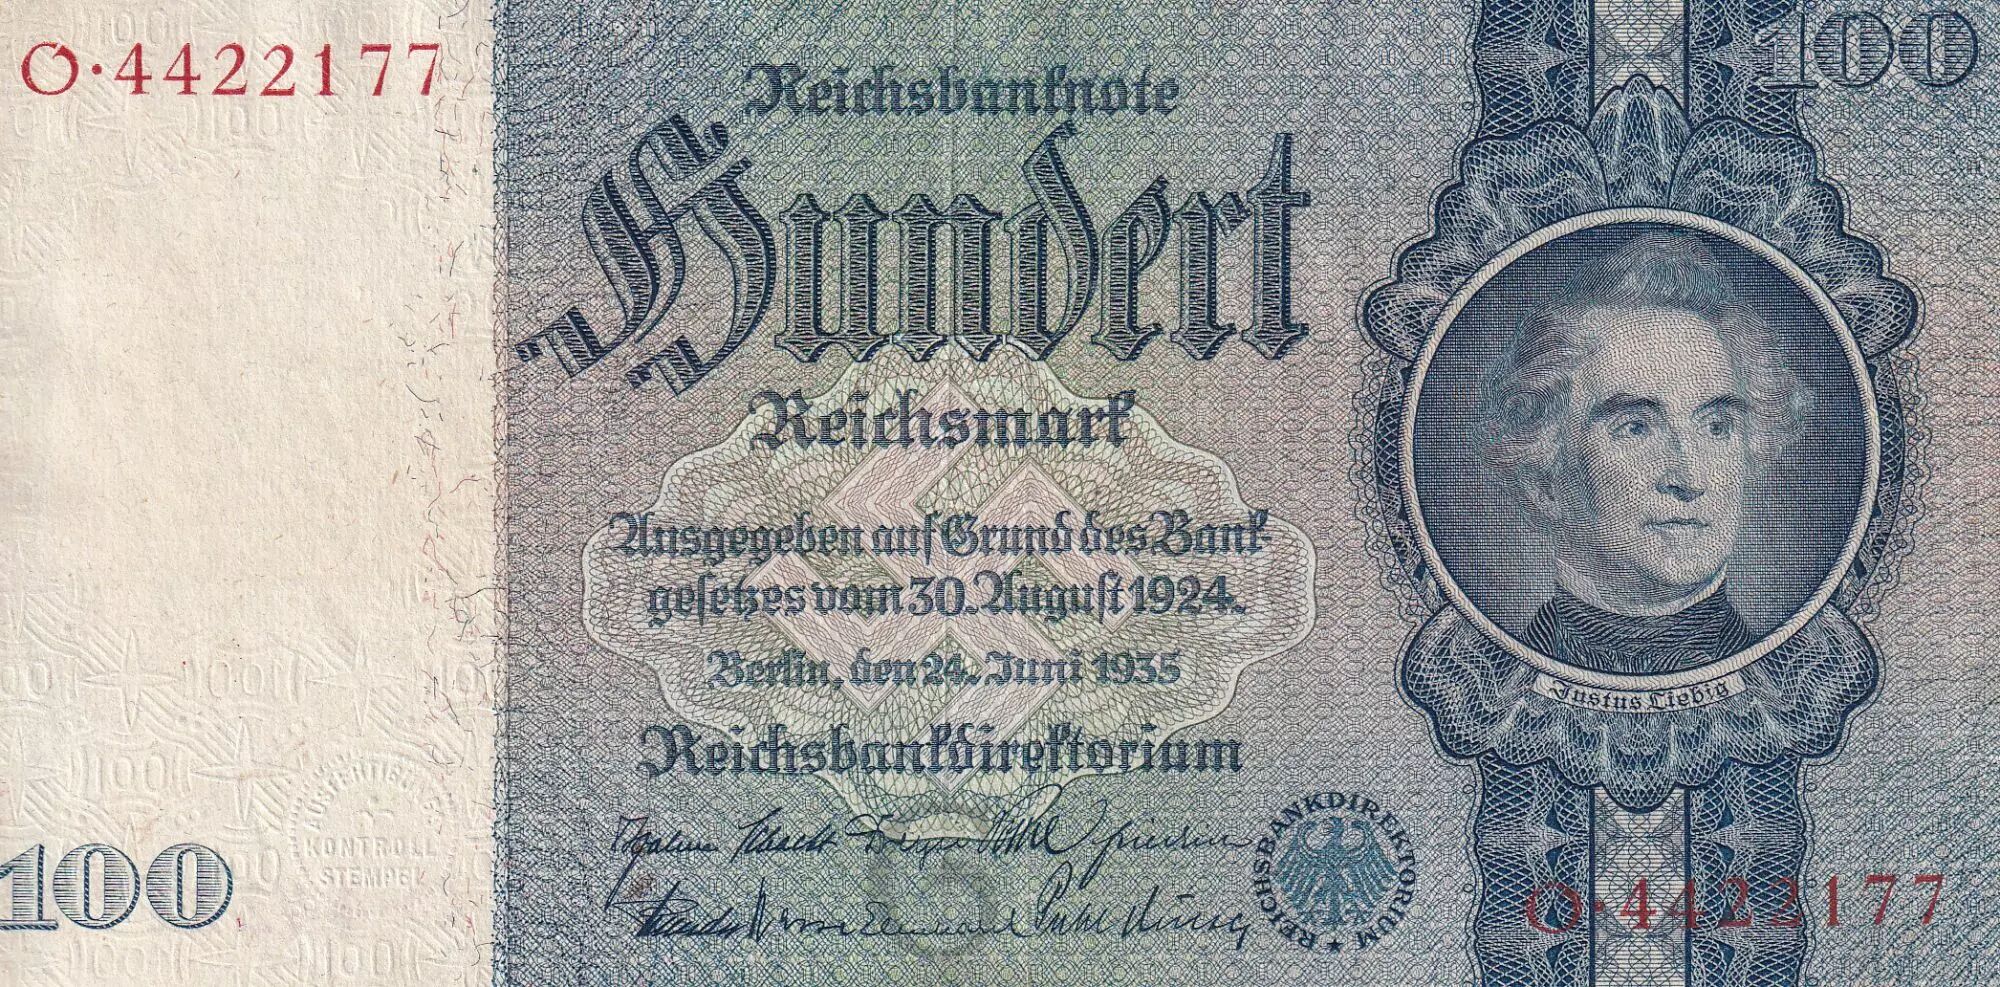 O·4422177
100
Reichsbanknote
Hundert
Reichsmark
Ausgegeben auf Grund des Bank-
gesetzes vom 30. August 1924.
Berlin, den 24. Juni 1935
Reichsbankdirektorium
REICHSBANKDIREKTORIUM
Justus Liebig
KONTROLL
STEMPEL
100
O·4422177